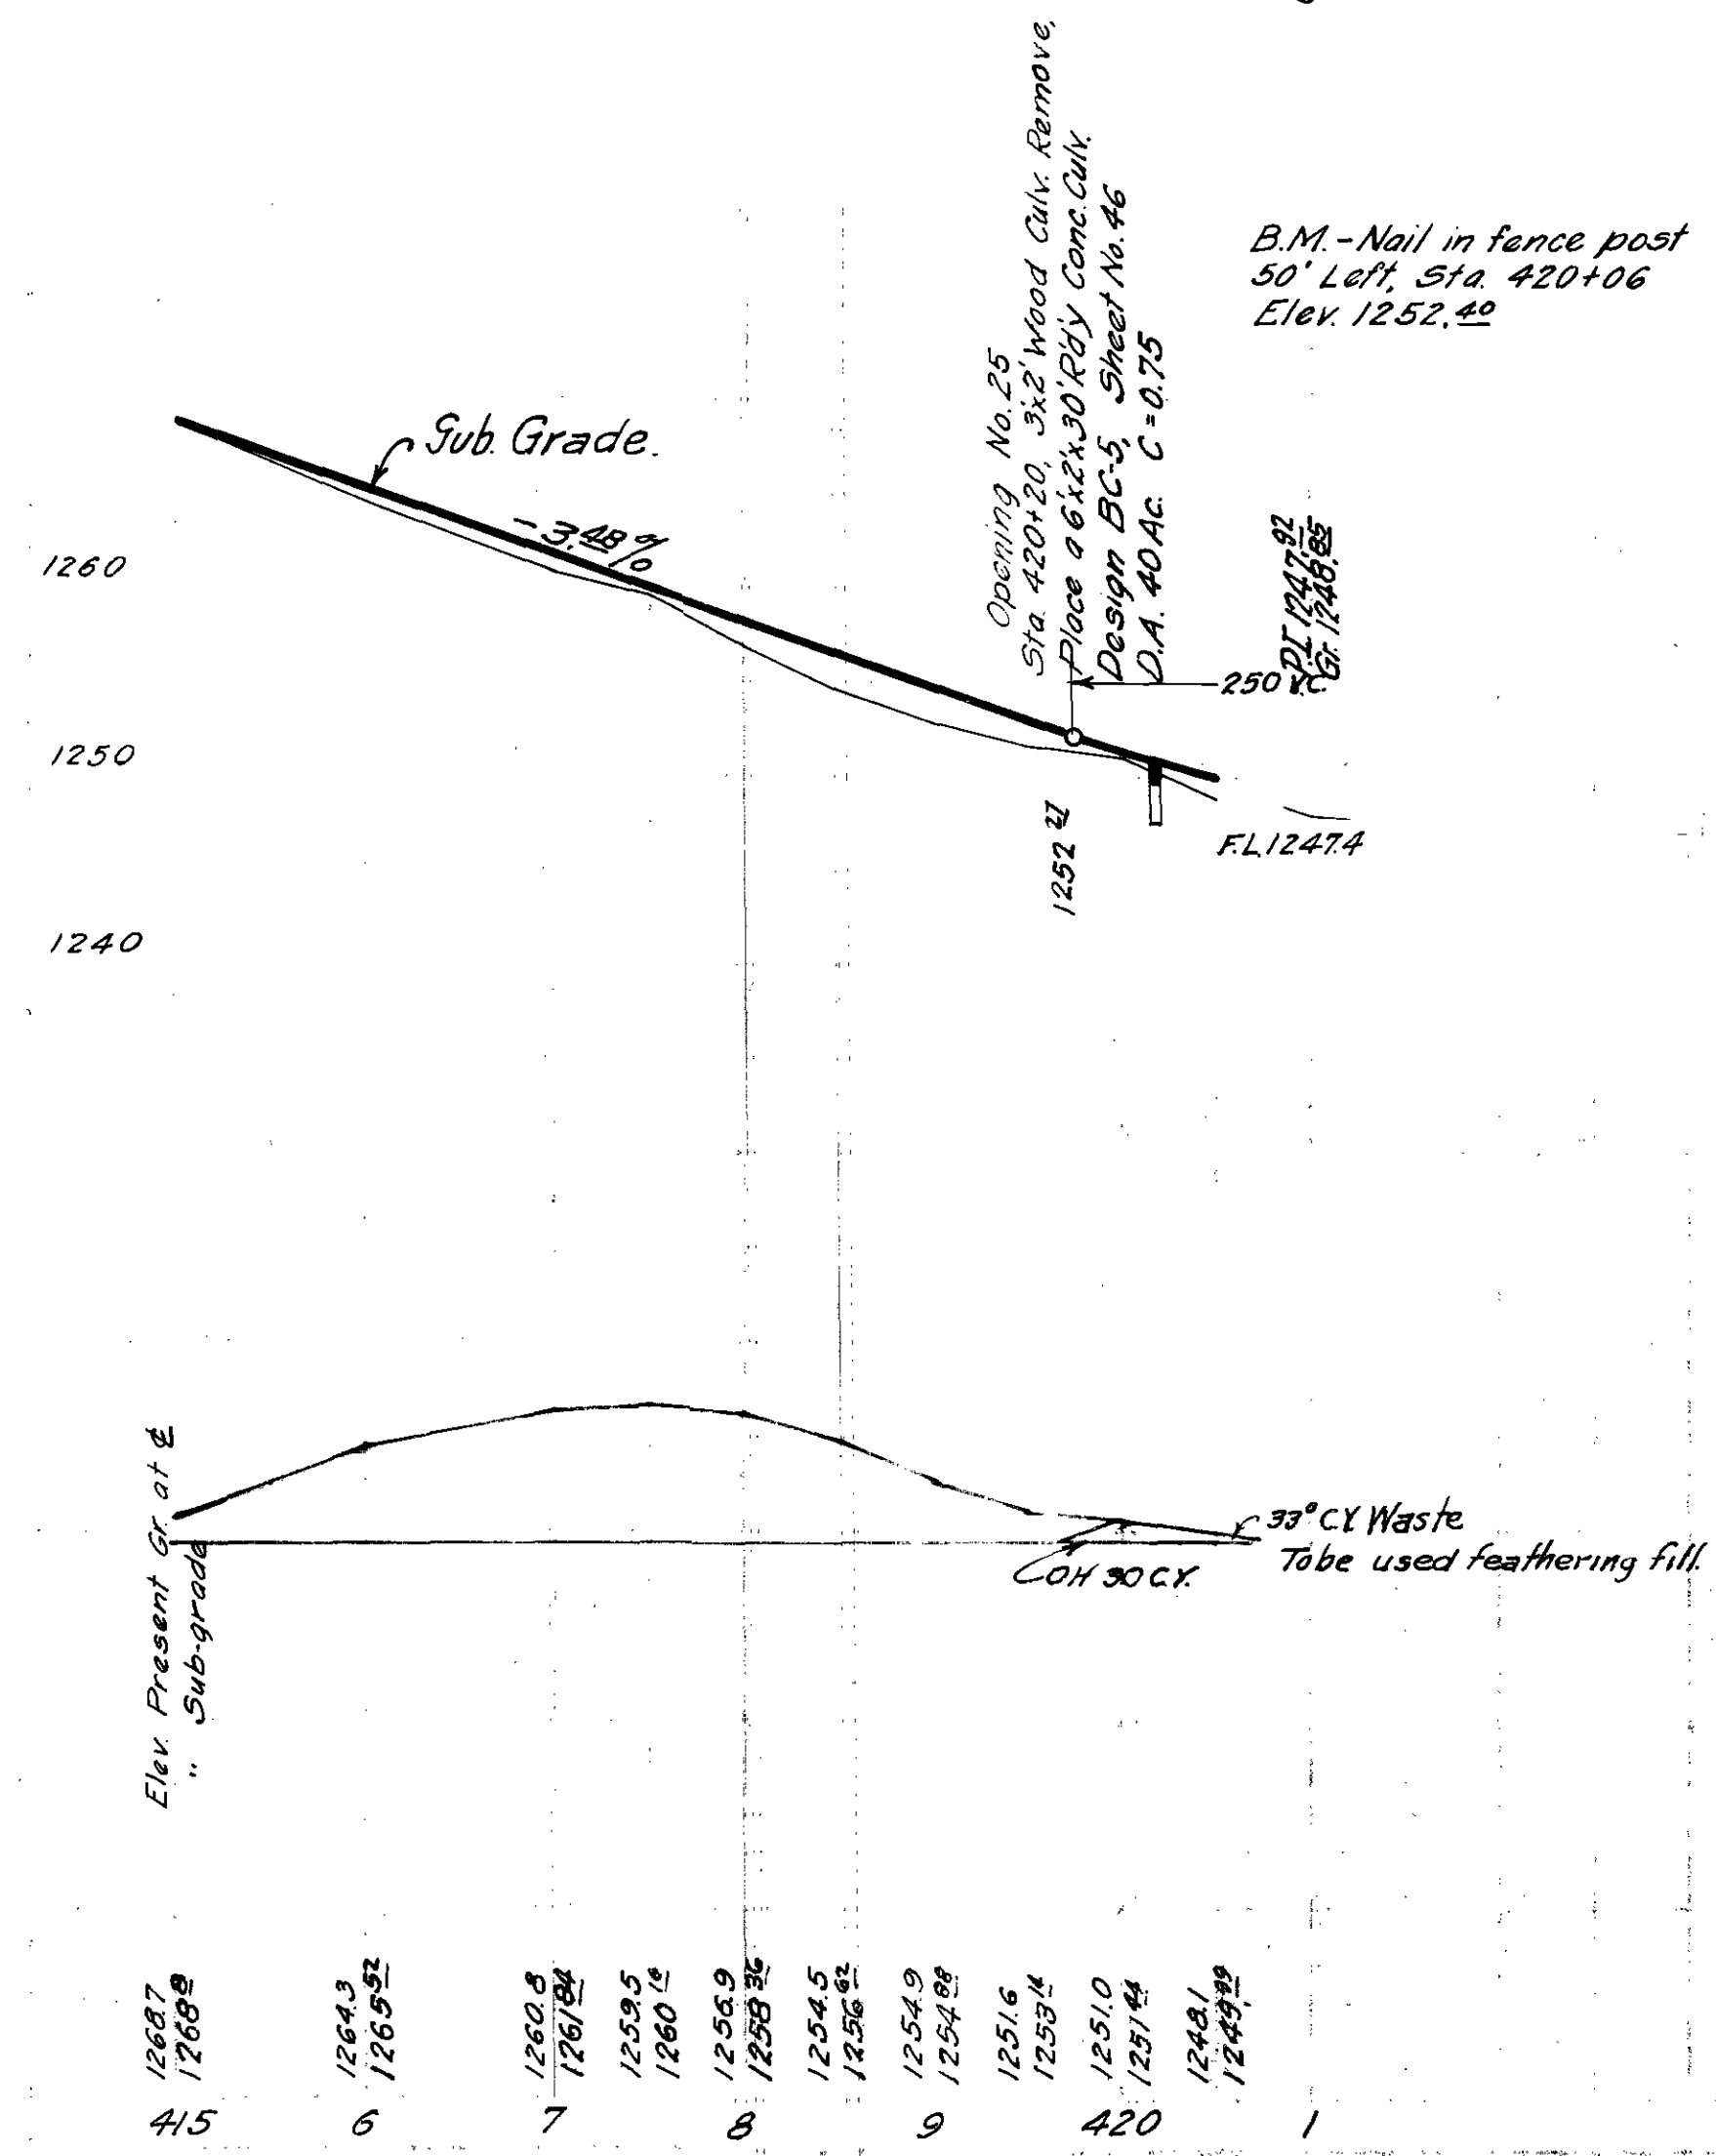 Opening No. 25
Sta. 420+20, 3'x2' Wood Culv. Remove,
Place a 6'x2'x30' Rd'y Conc. Culv.
Design BC-5, Sheet No. 46
D.A. 40 Ac. C = 0.75
B.M. - Nail in fence post
50' Left, Sta. 420+06
Elev. 1252.40
Sub. Grade.
-3.48%
1260
1250
1240
250 V.C.
P.I. 1247.92
Gr. 1248.85
1252 27
F.L. 1247.4
Elev. Present Gr. at ℄
" Sub-grade
33° C.Y. Waste
To be used feathering fill.
OH 30 C.Y.
1268.7
1264.3
1265 52
1260.8
1261 84
1259.5
1260 10
1256.9
1258 36
1254.5
1256 62
1254.9
1254 88
1251.6
1253 14
1251.0
1251 44
1248.1
1249.99
415 6 7 8 9 420 1